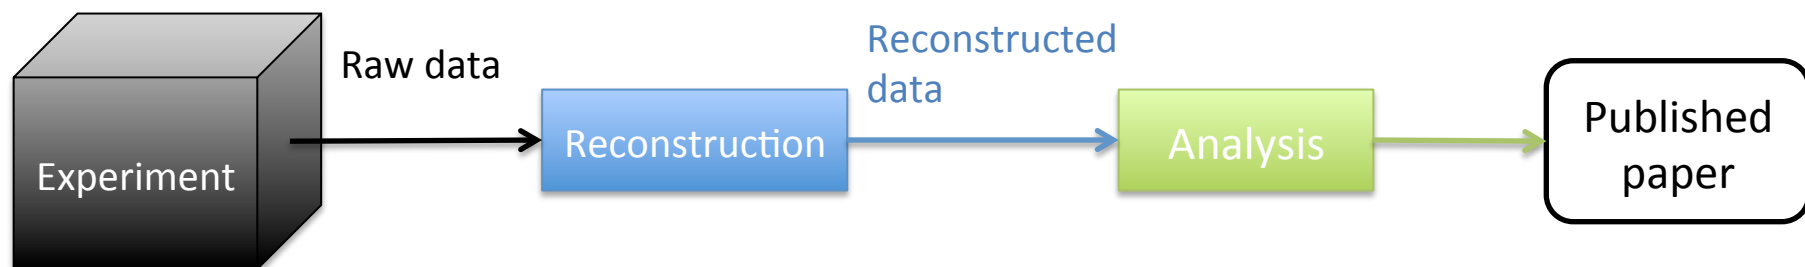 Experiment
Raw data
Reconstruction
Reconstructed
data
Analysis
Published
paper